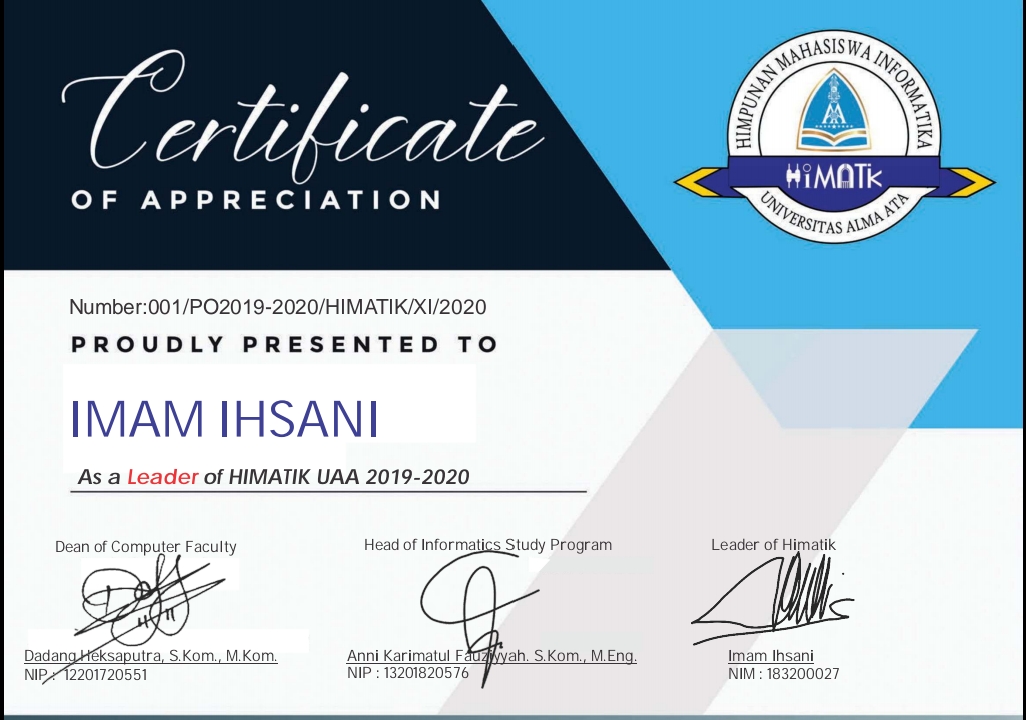 Certificate
OF APPRECIATION
HIMPUNAN MAHASISWA INFORMATIKA
HiMATiK
UNIVERSITAS ALMA ATA
Number:001/PO2019-2020/HIMATIK/XI/2020
PROUDLY PRESENTED TO
IMAM IHSANI
As a Leader of HIMATIK UAA 2019-2020
Dean of Computer Faculty
Dadang Heksaputra, S.Kom., M.Kom.
NIP : 12201720551
Head of Informatics Study Program
Anni Karimatul Fauziyyah. S.Kom., M.Eng.
NIP : 13201820576
Leader of Himatik
Imam Ihsani
NIM : 183200027